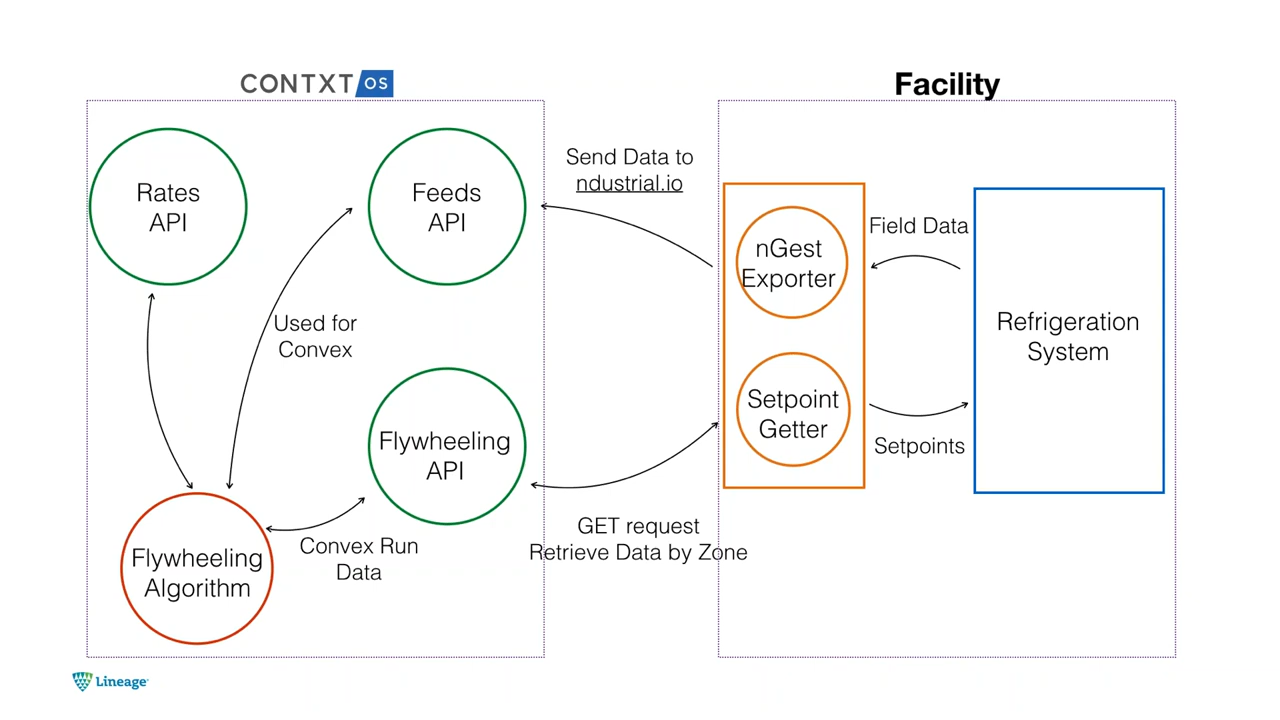 CONTXT OS
Facility
Rates
API
Feeds
API
Send Data to
ndustrial.io
nGest
Exporter
Field Data
Refrigeration
System
Used for
Convex
Flywheeling
API
Setpoint
Getter
Setpoints
Flywheeling
Algorithm
Convex Run
Data
GET request
Retrieve Data by Zone
Lineage